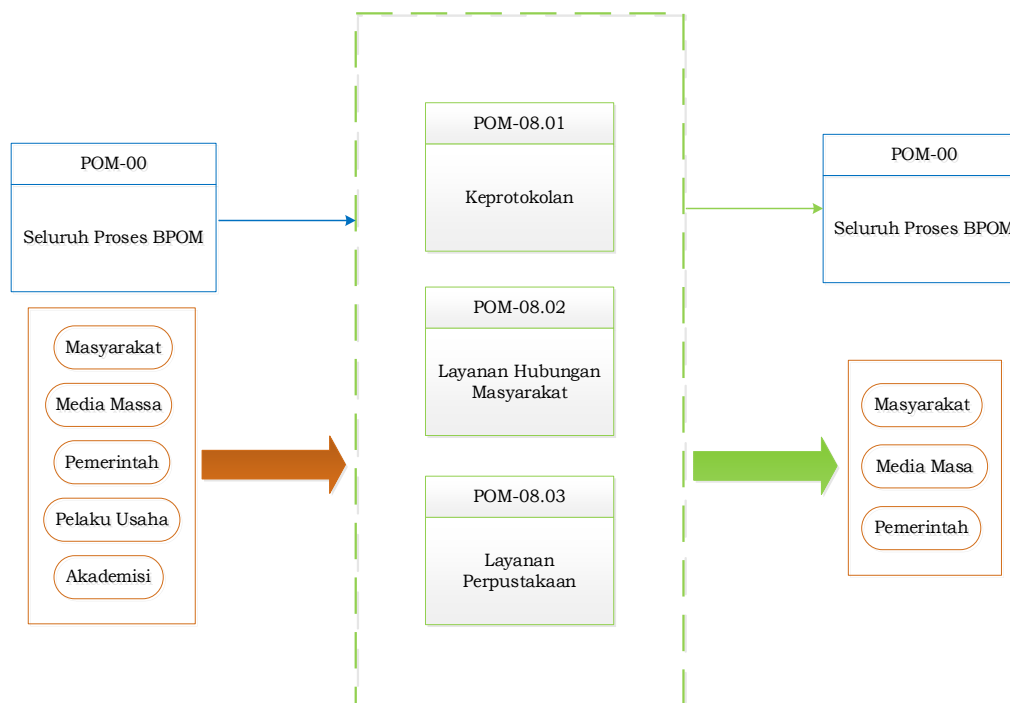 POM-00
Seluruh Proses BPOM
Masyarakat
Media Massa
Pemerintah
Pelaku Usaha
Akademisi
POM-08.01
Keprotokolan
POM-08.02
Layanan Hubungan
Masyarakat
POM-08.03
Layanan
Perpustakaan
POM-00
Seluruh Proses BPOM
Masyarakat
Media Masa
Pemerintah